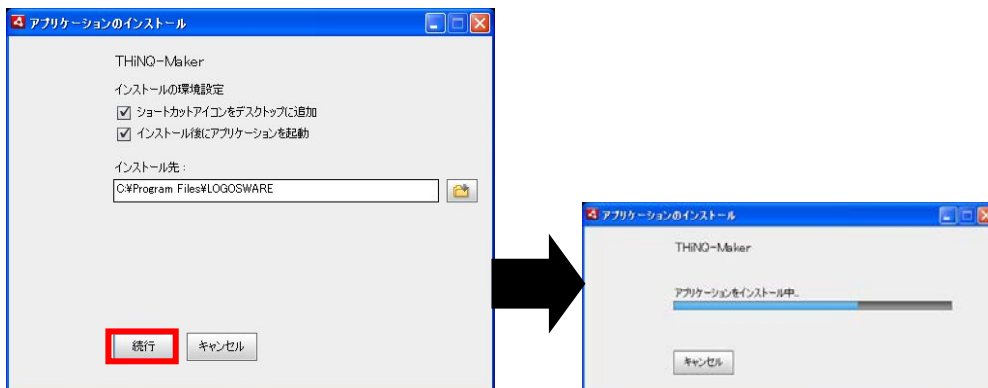 アプリケーションのインストール
THiNQ-Maker
インストールの環境設定
ショートカットアイコンをデスクトップに追加
インストール後にアプリケーションを起動
インストール先:
C:¥Program Files¥LOGOSWARE
続行
キャンセル
アプリケーションのインストール
THiNQ-Maker
アプリケーションをインストール中...
キャンセル